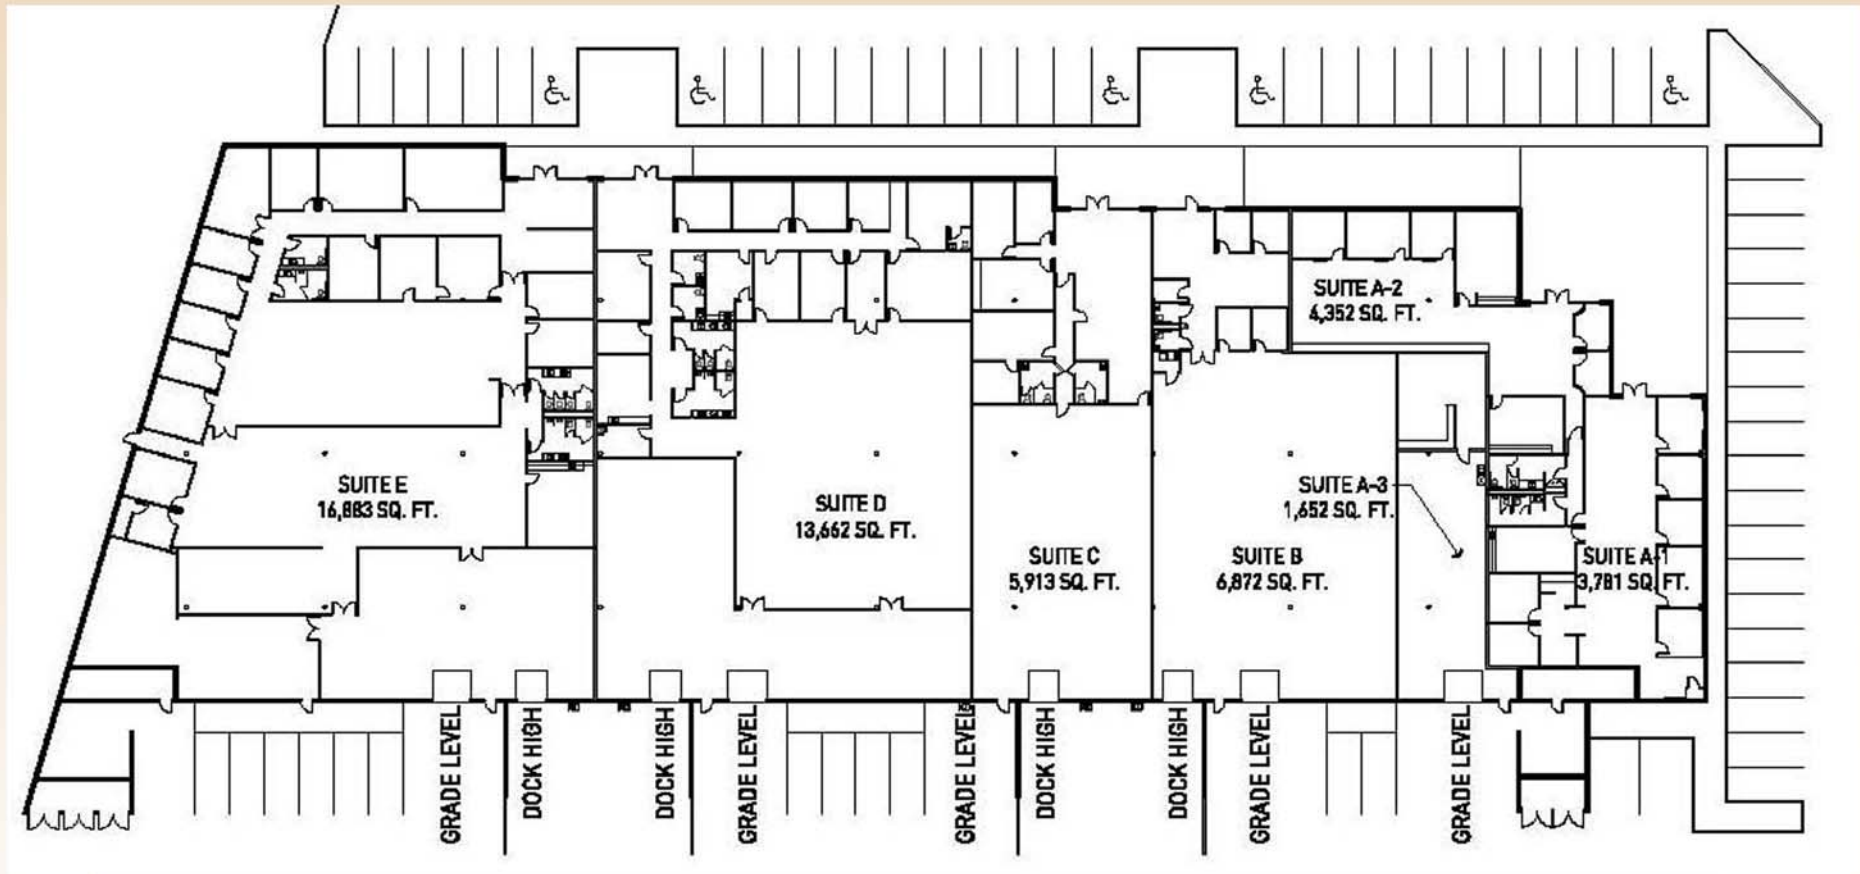 SUITE A-2
4,352 SQ. FT.
SUITE E
16,883 SQ. FT.
SUITE D
13,662 SQ. FT.
SUITE A-3
1,652 SQ. FT.
SUITE C
5,913 SQ. FT.
SUITE B
6,872 SQ. FT.
SUITE A-1
3,781 SQ. FT.
GRADE LEVEL
DOCK HIGH
DOCK HIGH
GRADE LEVEL
GRADE LEVEL
DOCK HIGH
DOCK HIGH
GRADE LEVEL
GRADE LEVEL